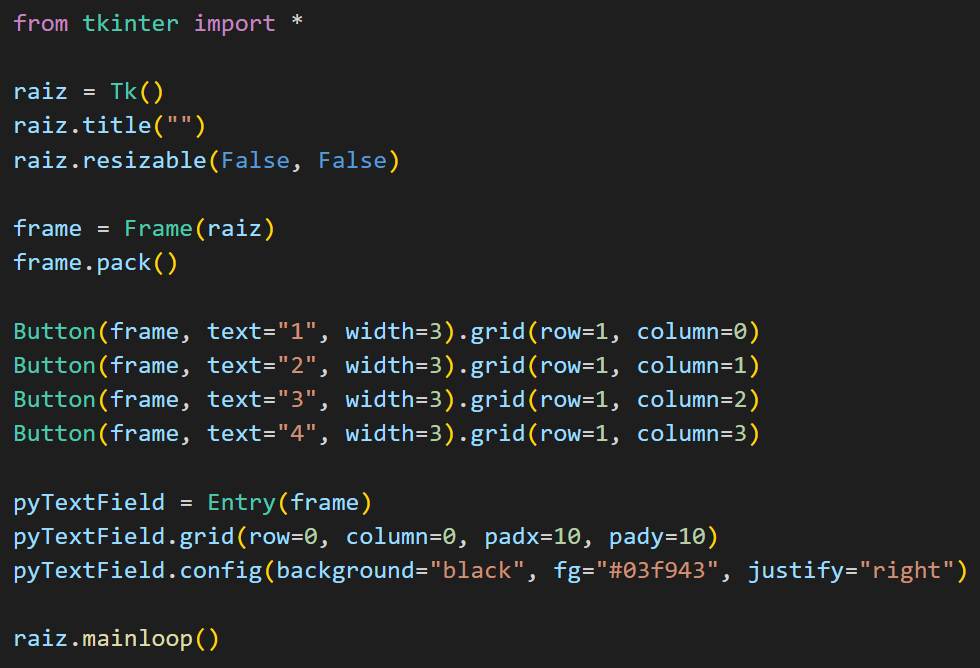 from tkinter import *
raiz = Tk()
raiz.title("")
raiz.resizable(False, False)
frame = Frame(raiz)
frame.pack()
Button(frame, text="1", width=3).grid(row=1, column=0)
Button(frame, text="2", width=3).grid(row=1, column=1)
Button(frame, text="3", width=3).grid(row=1, column=2)
Button(frame, text="4", width=3).grid(row=1, column=3)
pyTextField = Entry(frame)
pyTextField.grid(row=0, column=0, padx=10, pady=10)
pyTextField.config(background="black", fg="#03f943", justify="right")
raiz.mainloop()